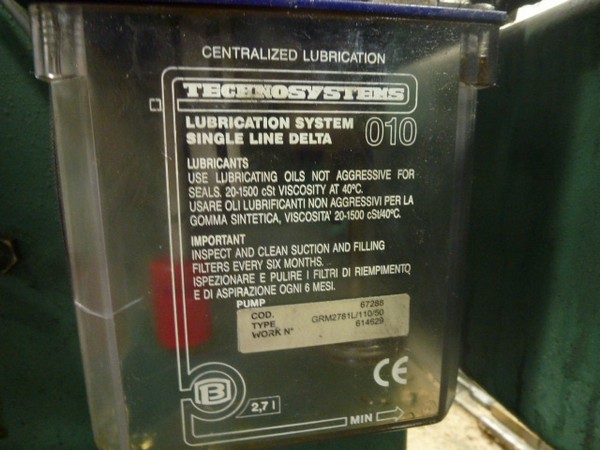 CENTRALIZED LUBRICATION
TECHNOSYSTEMS
LUBRICATION SYSTEM
SINGLE LINE DELTA 010
LUBRICANTS
USE LUBRICATING OILS NOT AGGRESSIVE FOR
SEALS. 20-1500 cSt VISCOSITY AT 40ºC.
USARE OLI LUBRIFICANTI NON AGGRESSIVI PER LA
GOMMA SINTETICA, VISCOSITA' 20-1500 cSt/40ºC.
IMPORTANT
INSPECT AND CLEAN SUCTION AND FILLING
FILTERS EVERY SIX MONTHS.
ISPEZIONARE E PULIRE I FILTRI DI RIEMPIMENTO
E DI ASPIRAZIONE OGNI 6 MESI.
PUMP
COD. 67288
TYPE GRM2781L/110/50
WORK Nº 614629
CE
B
2,7 l
MIN